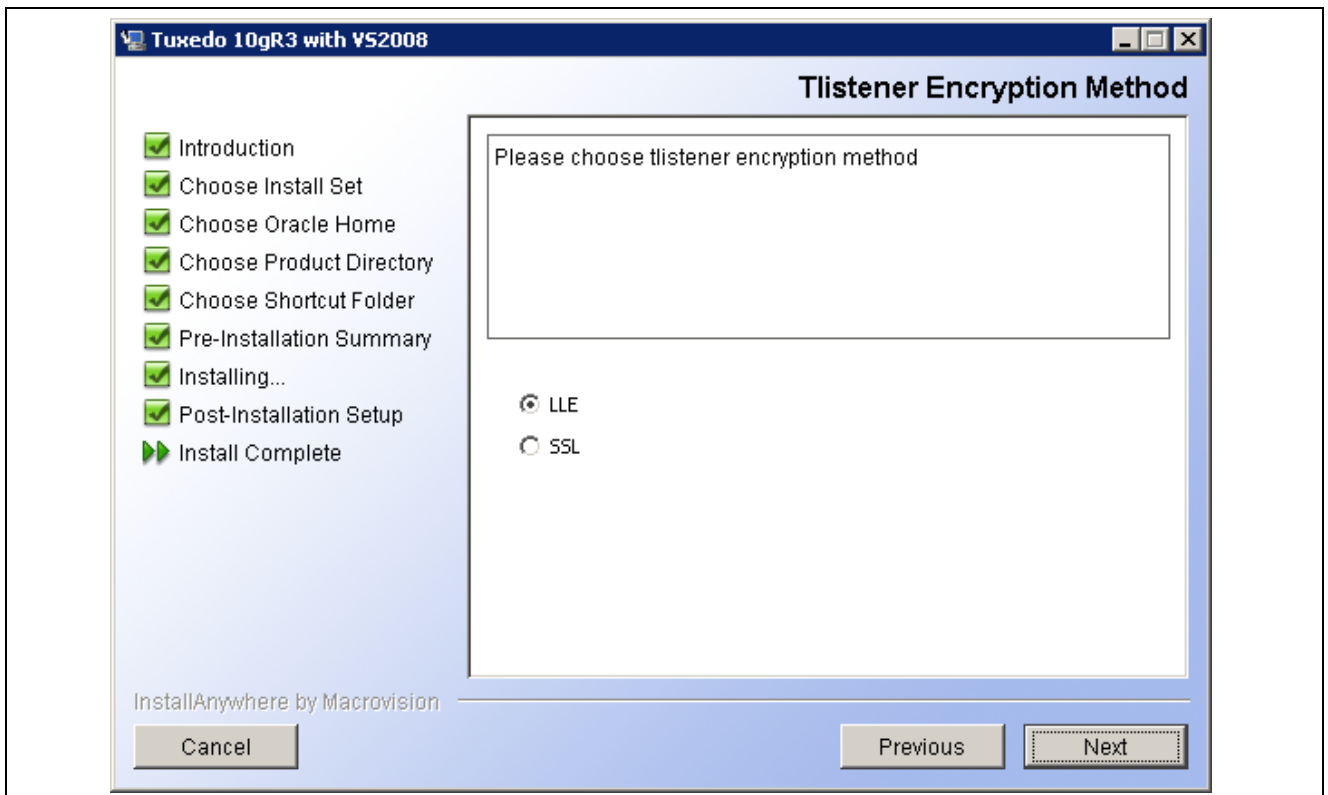 Tuxedo 10gR3 with VS2008
Tlistener Encryption Method
Introduction
Choose Install Set
Choose Oracle Home
Choose Product Directory
Choose Shortcut Folder
Pre-Installation Summary
Installing...
Post-Installation Setup
Install Complete
Please choose tlistener encryption method
LLE
SSL
InstallAnywhere by Macrovision
Cancel
Previous
Next